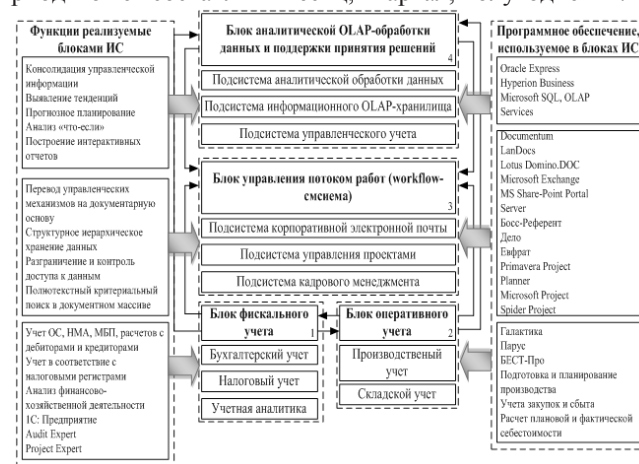 Функции реализуемые
блоками ИС
Консолидация управленческой
информации
Выявление тенденций
Прогнозное планирование
Анализ «что-если»
Построение интерактивных
отчетов
Перевод управленческих
механизмов на документарную
основу
Структурное иерархическое
хранение данных
Разграничение и контроль
доступа к данным
Полнотекстный критериальный
поиск в документном массиве
Учет ОС, НМА, МБП, расчетов с
дебиторами и кредиторами
Учет в соответствие с
налоговыми регистрами
Анализ финансово-
хозяйственной деятельности
1С: Предприятие
Audit Expert
Project Expert
Блок аналитической OLAP-обработки
данных и поддержки принятия решений
4
Подсистема аналитической обработки данных
Подсистема информационного OLAP-хранилища
Подсистема управленческого учета
Блок управления потоком работ (workflow-
смсиема)
3
Подсистема корпоративной электронной почты
Подсистема управления проектами
Подсистема кадрового менеджмента
Блок фискального
учета
1
Бухгалтерский учет
Налоговый учет
Учетная аналитика
Блок оперативного
учета
2
Производственый
учет
Складской учет
Программное обеспечение,
используемое в блоках ИС
Oracle Express
Hyperion Business
Microsoft SQL, OLAP
Services
Documentum
LanDocs
Lotus Domino.DOC
Microsoft Exchange
MS Share-Point Portal
Server
Босс-Референт
Дело
Евфрат
Primavera Project
Planner
Microsoft Project
Spider Project
Галактика
Парус
БЕСТ-Про
Подготовка и планирование
производства
Учета закупок и сбыта
Расчет плановой и фактической
себестоимости